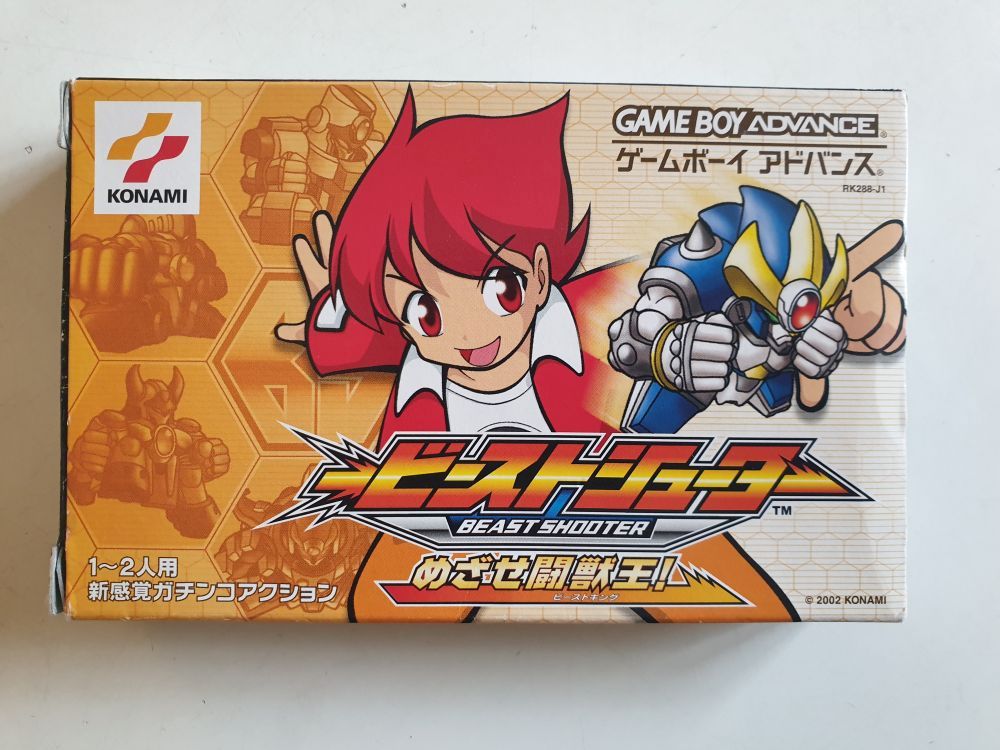 KONAMI
GAME BOY ADVANCE
ゲームボーイ アドバンス
RK288-J1
ビーストシューター
TM
BEAST SHOOTER
めざせ闘獣王!
ビーストキング
1～2人用
新感覚ガチンコアクション
© 2002 KONAMI